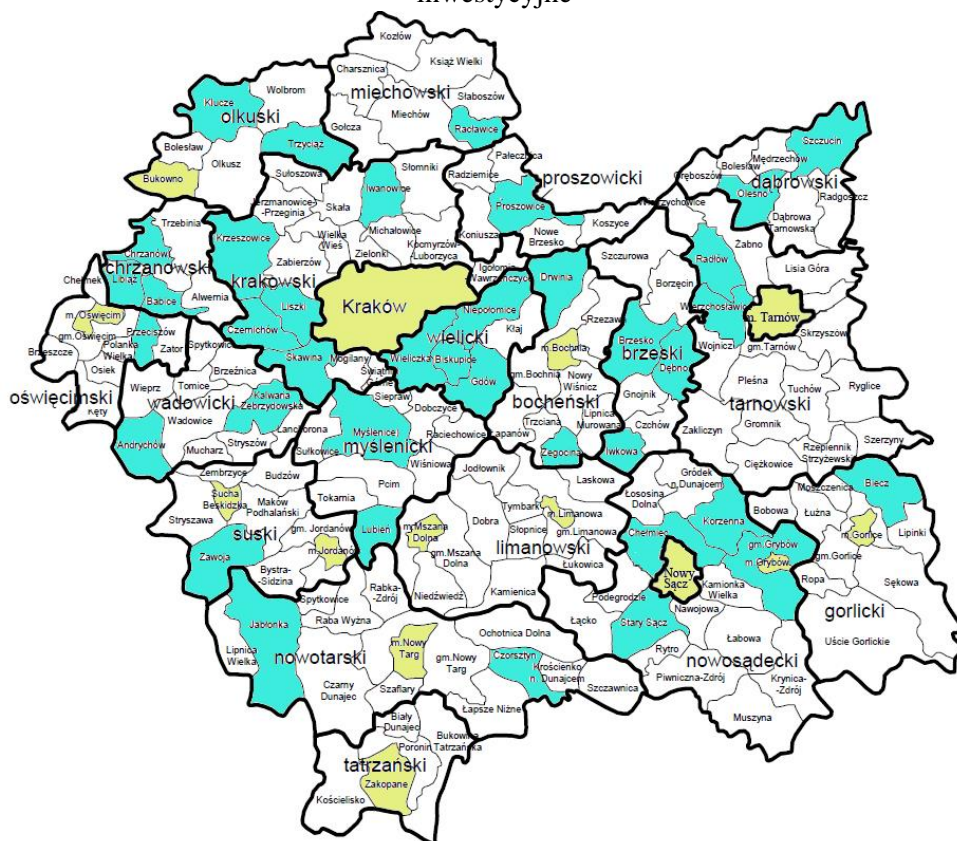 inwestycyjne
Kozłów
Charsznica
Książ Wielki
miechowski
Słaboszów
Miechów
Gołcza
Racławice
Wolbrom
Klucze
olkuski
Trzyciąż
Bolesław
Olkusz
Bukowno
Szczucin
Mędrzechów
Bolesław
Gręboszów
dąbrowski
Olesno
Radgoszcz
Dąbrowa
Tarnowska
Pałecznica
Radziemice
proszowicki
Proszowice
Koszyce
Nowe
Brzesko
Koniusza
Słomniki
Sułoszowa
Iwanowice
Jerzmanowice
-Przeginia
Skała
Krzeszowice
Michałowice
Wielka
Wieś
Zielonki
Kocmyrzów-
Luborzyca
Zabierzów
krakowski
Liszki
Czernichów
Skawina
Mogilany
Kraków
Igołomia
Wawrzeńczyce
Trzebinia
Chrzanów
chrzanowski
Libiąż
Babice
Alwernia
Chełmek
m.Oświęcim
gm.Oświęcim
Przeciszów
Polanka
Wielka
Zator
Brzeszcze
Osiek
oświęcimski
Kęty
Spytkowice
Brzeźnica
Wieprz
Tomice
wadowicki
Wadowice
Kalwaria
Zebrzydowska
Andrychów
Stryszów
Mucharz
Lanckorona
Niepołomice
wielicki
Kłaj
Wieliczka
Biskupice
Gdów
Siepraw
Dobczyce
Myślenice
myślenicki
Raciechowice
Sułkowice
Wiśniowa
Pcim
Tokarnia
Lubień
Szczurowa
Drwinia
Borzęcin
Rzezawa
m.Bochnia
gm.Bochnia
Nowy
Wiśnicz
bocheński
Trzciana
Lipnica
Murowana
Łapanów
Żegocina
Brzesko
brzeski
Dębno
Gnojnik
Czchów
Iwkowa
Wietrzychowice
Żabno
Radłów
Lisia Góra
Wierzchosławice
m. Tarnów
Wojnicz
gm.Tarnów
Skrzyszów
Pleśna
Tuchów
Ryglice
tarnowski
Zakliczyn
Gromnik
Szerzyny
Rzepiennik
Strzyżewski
Ciężkowice
Zembrzyce
Budzów
Sucha
Beskidzka
Maków
Podhalański
Stryszawa
gm. Jordanów
suski
m.Jordanów
Zawoja
Bystra-
-Sidzina
Jodłownik
Laskowa
Tymbark
m.Limanowa
m.Mszana
Dolna
Dobra
Słopnice
gm.Limanowa
limanowski
gm.Mszana
Dolna
Łukowica
Niedźwiedź
Kamienica
Gródek
n.Dunajcem
Łososina
Dolna
Korzenna
Bobowa
Chełmiec
gm.Grybów
m.Grybów
Nowy
Sącz
Kamionka
Wielka
Podegrodzie
Nawojowa
Łącko
Stary Sącz
Łabowa
Rytro
nowosądecki
Piwniczna-Zdrój
Krynica-
-Zdrój
Muszyna
Moszczenica
Biecz
Łużna
m.Gorlice
Lipinki
gm.Gorlice
Ropa
Sękowa
gorlicki
Uście Gorlickie
Rabka-
-Zdrój
Spytkowice
Raba Wyżna
Jabłonka
Lipnica
Wielka
nowotarski
m.Nowy
Targ
Ochotnica Dolna
gm.Nowy
Targ
Czorsztyn
Krościenko
n. Dunajcem
Szczawnica
Czarny
Dunajec
Szaflary
Łapsze Niżne
Biały
Dunajec
Bukowina
Tatrzańska
Poronin
tatrzański
Zakopane
Kościelisko